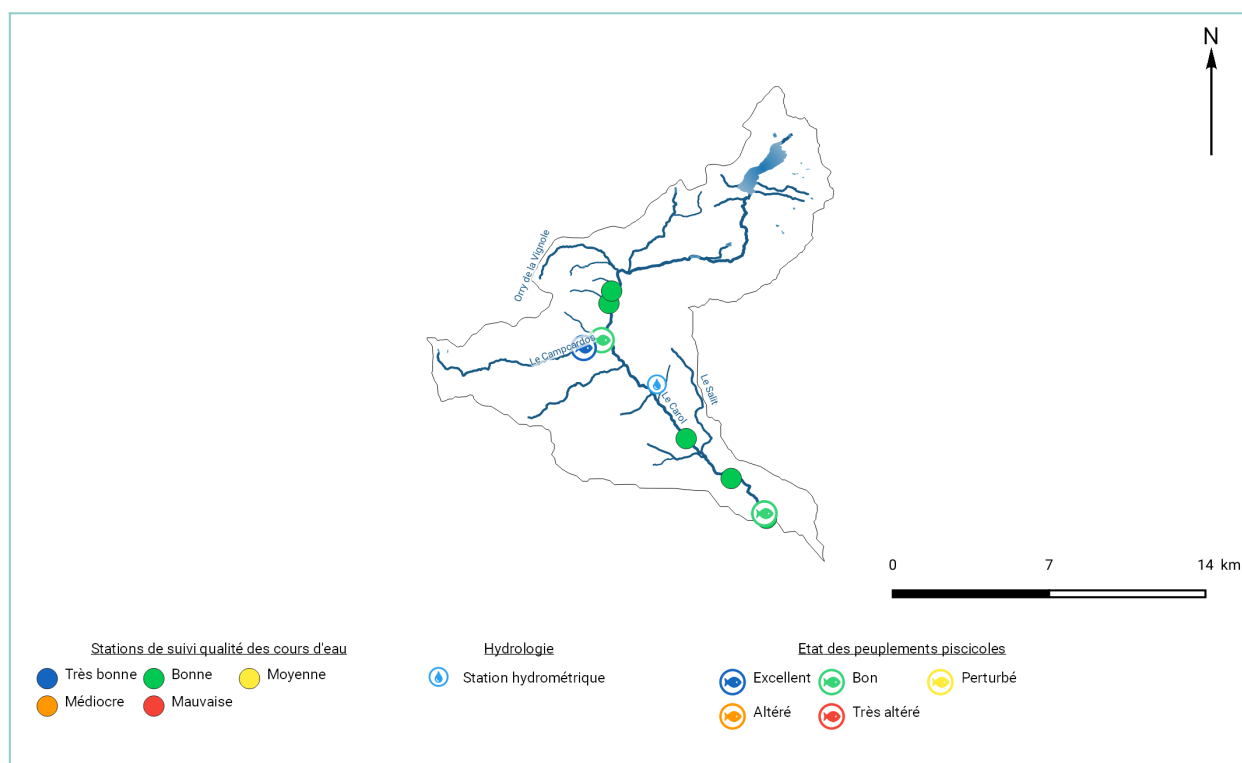 N
Orry de la Vignole
Le Campcardos
Le Carol
Le Salit
0 7 14 km
Stations de suivi qualité des cours d'eau
Très bonne Bonne Moyenne
Médiocre Mauvaise
Hydrologie
Station hydrométrique
Etat des peuplements piscicoles
Excellent Bon Perturbé
Altéré Très altéré